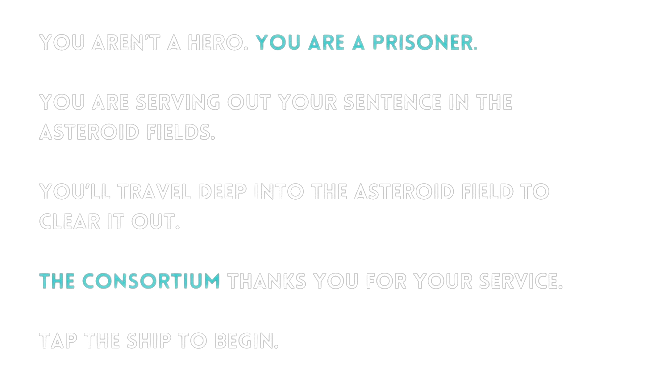 YOU AREN'T A HERO. YOU ARE A PRISONER.
YOU ARE SERVING OUT YOUR SENTENCE IN THE
ASTEROID FIELDS.
YOU'LL TRAVEL DEEP INTO THE ASTEROID FIELD TO
CLEAR IT OUT.
THE CONSORTIUM THANKS YOU FOR YOUR SERVICE.
TAP THE SHIP TO BEGIN.